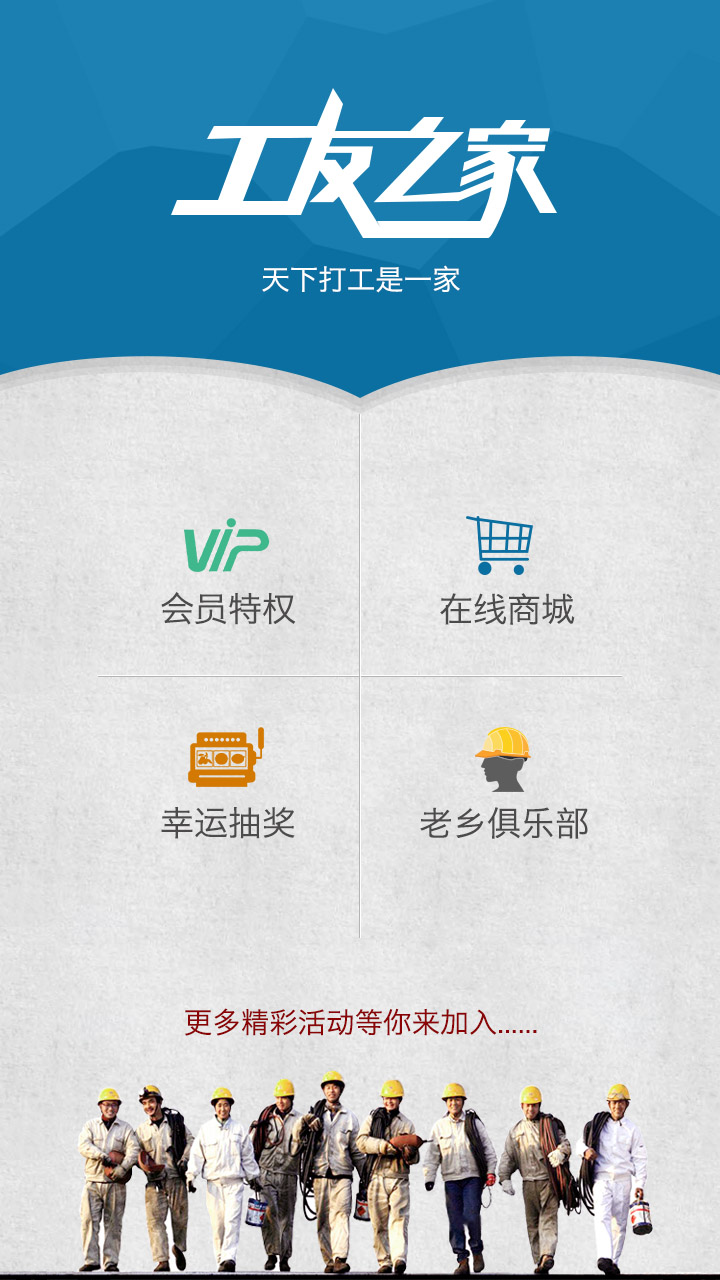 工友之家
天下打工是一家
VIP
会员特权
在线商城
幸运抽奖
老乡俱乐部
更多精彩活动等你来加入......